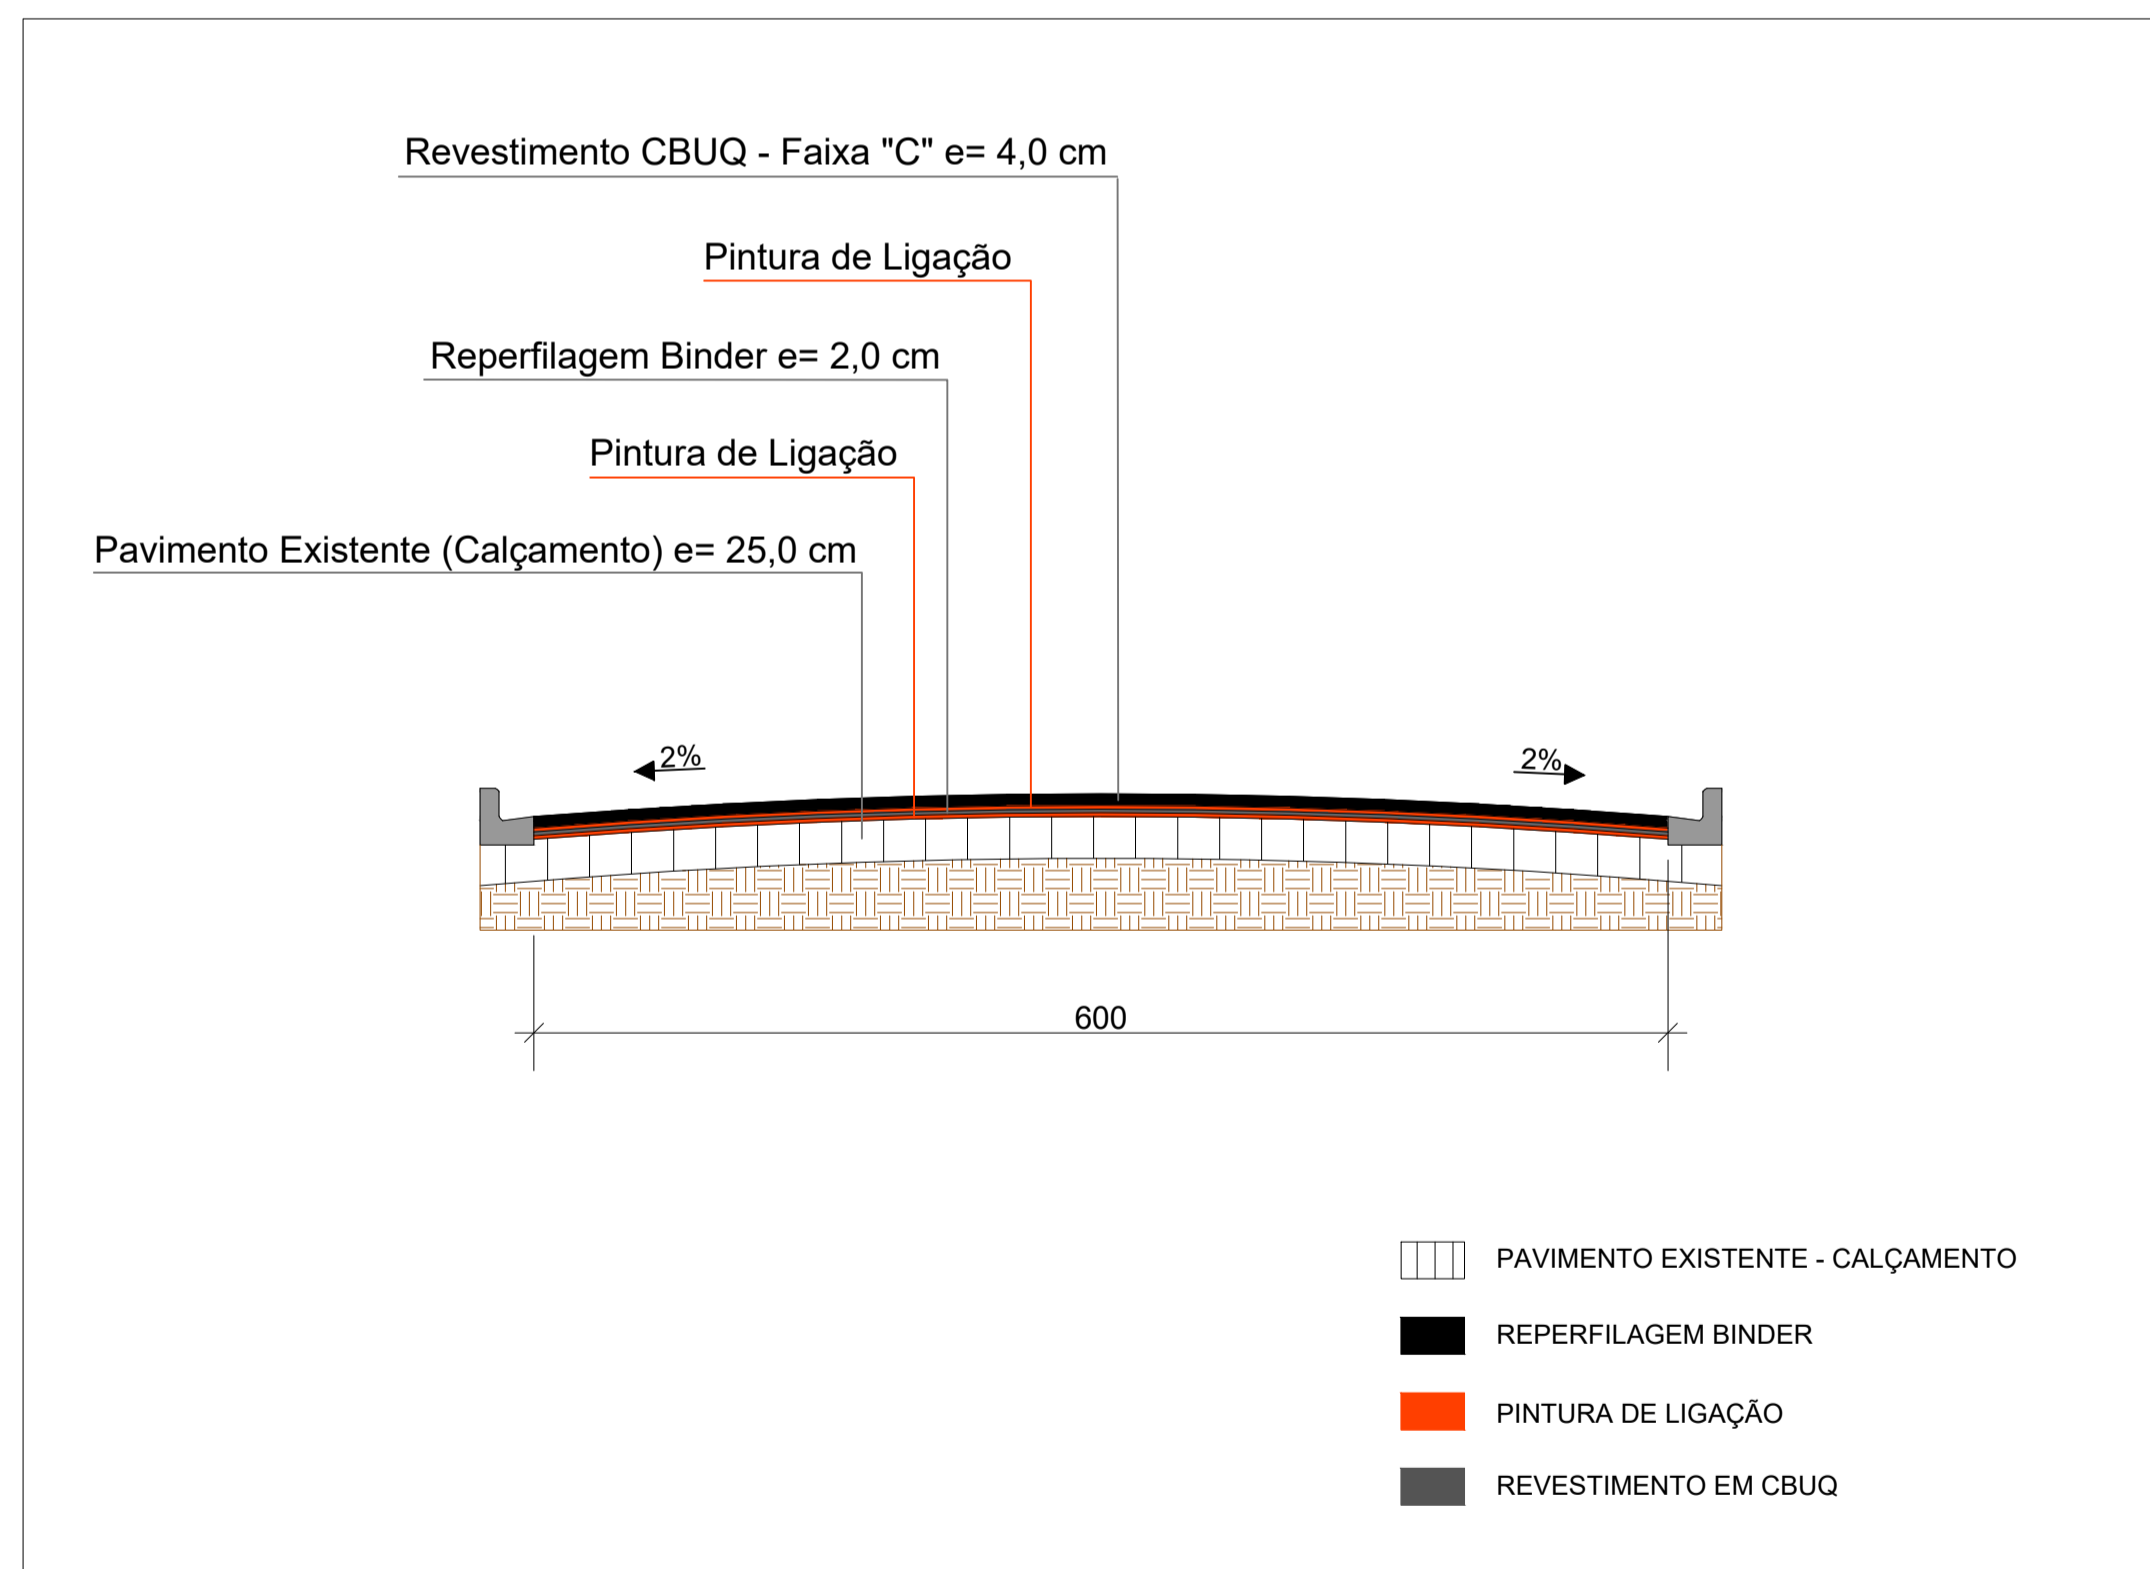 Revestimento CBUQ - Faixa "C" e= 4,0 cm
Pintura de Ligação
Reperfilagem Binder e= 2,0 cm
Pintura de Ligação
Pavimento Existente (Calçamento) e= 25,0 cm
2%
2%
600
PAVIMENTO EXISTENTE - CALÇAMENTO
REPERFILAGEM BINDER
PINTURA DE LIGAÇÃO
REVESTIMENTO EM CBUQ